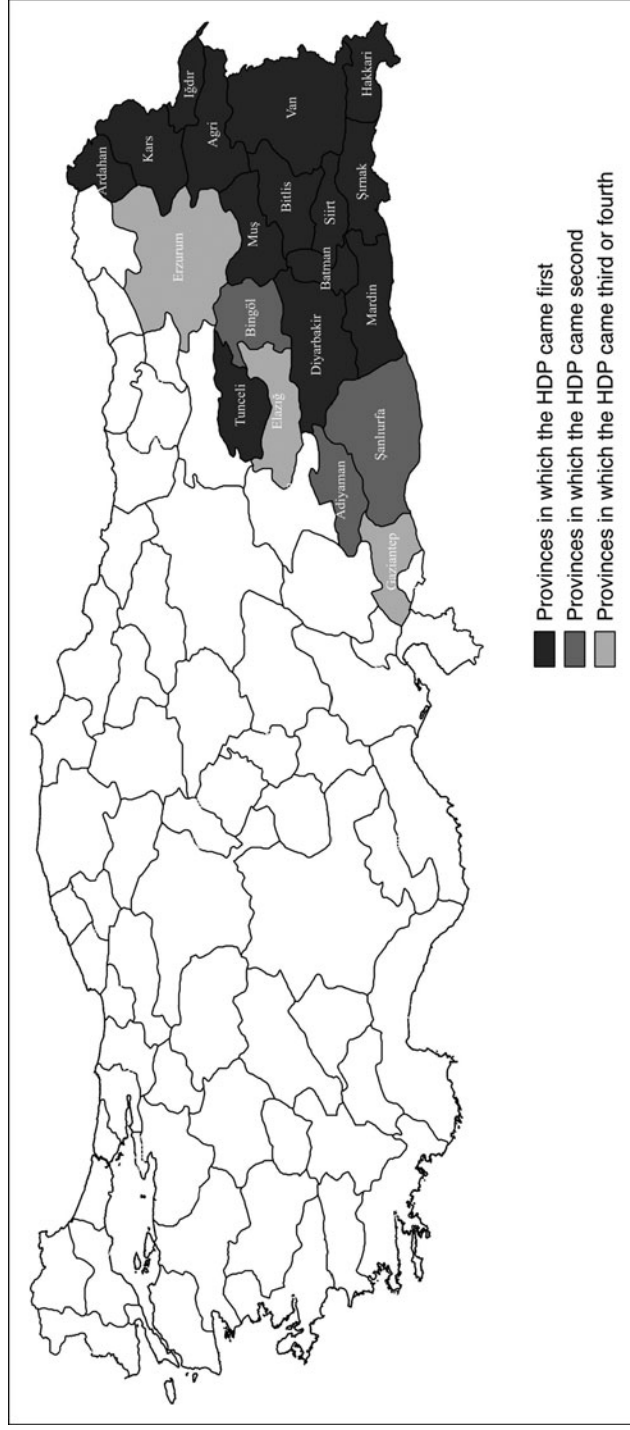 Ardahan
Kars
Iğdır
Agri
Erzurum
Van
Muş
Bitlis
Bingöl
Tunceli
Elazığ
Diyarbakir
Batman
Siirt
Hakkari
Şırnak
Mardin
Adiyaman
Şanlıurfa
Gaziantep
Provinces in which the HDP came first
Provinces in which the HDP came second
Provinces in which the HDP came third or fourth